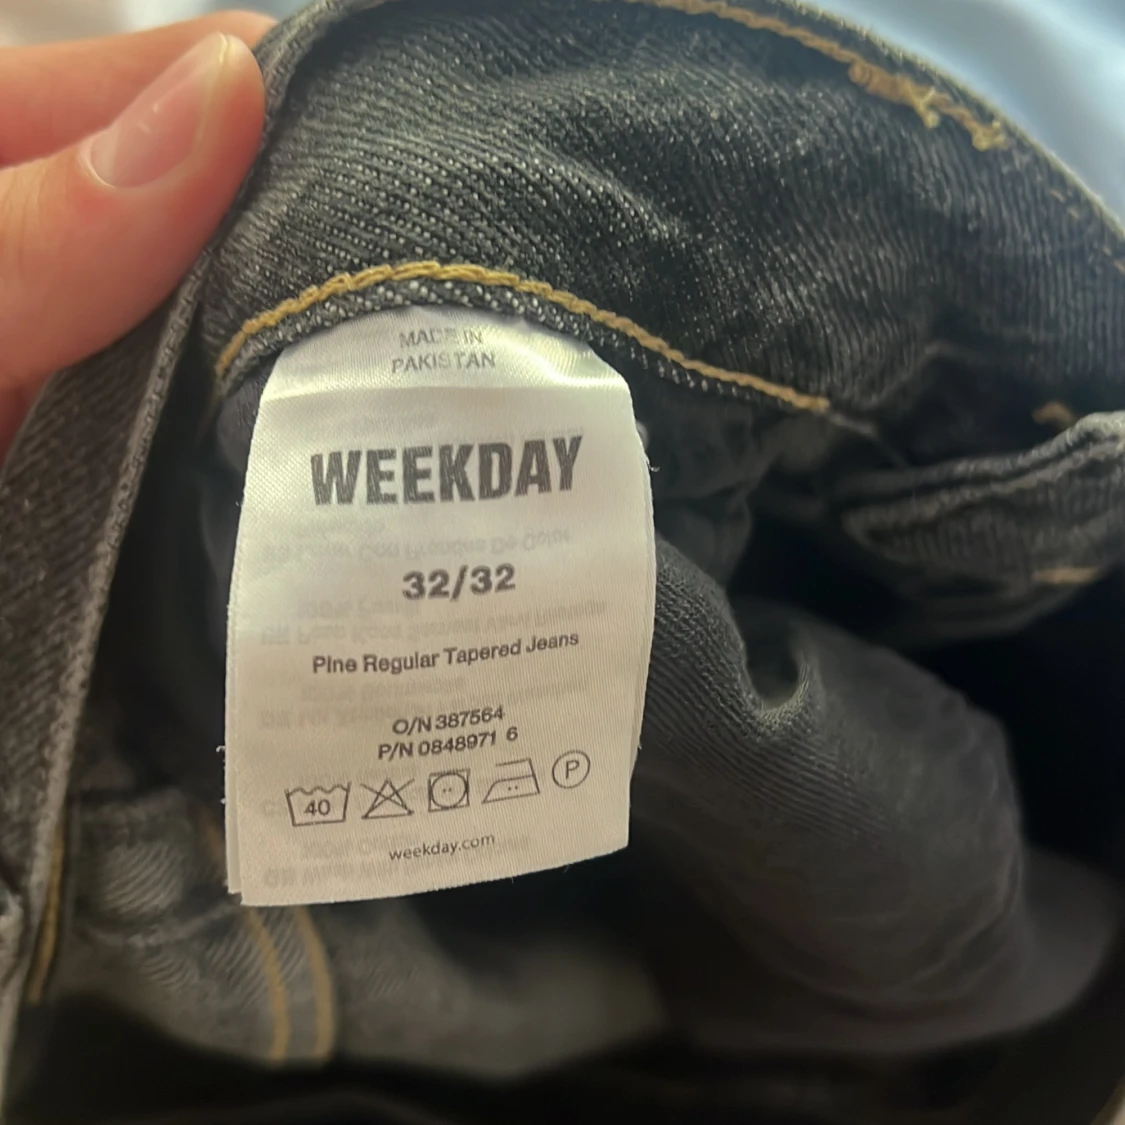 MADE IN
PAKISTAN
WEEKDAY
32/32
Pine Regular Tapered Jeans
O/N 387564
P/N 0848971 6
40
P
weekday.com